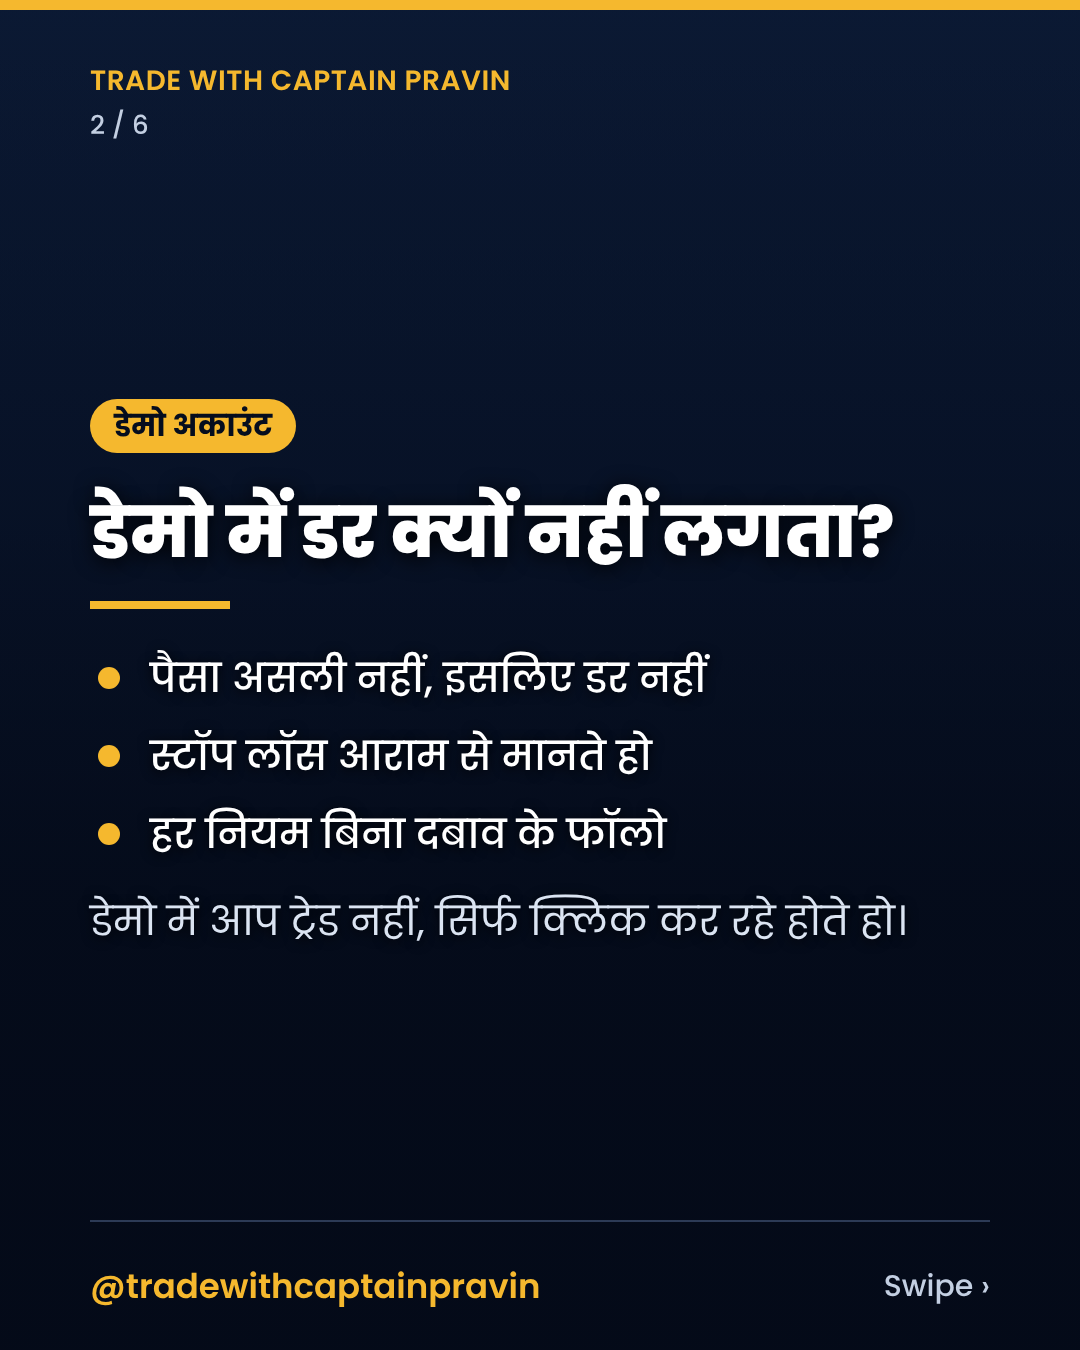 TRADE WITH CAPTAIN PRAVIN
2 / 6
डेमो अकाउंट
डेमो में डर क्यों नहीं लगता?
पैसा असली नहीं, इसलिए डर नहीं
स्टॉप लॉस आराम से मानते हो
हर नियम बिना दबाव के फॉलो
डेमो में आप ट्रेड नहीं, सिर्फ क्लिक कर रहे होते हो।
@tradewithcaptainpravin
Swipe ›